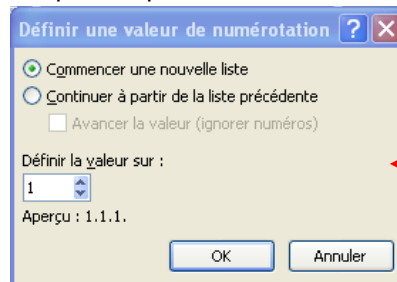 Définir une valeur de numérotation
Commencer une nouvelle liste
Continuer à partir de la liste précédente
Avancer la valeur (ignorer numéros)
Définir la valeur sur :
1
Aperçu : 1.1.1.
OK Annuler